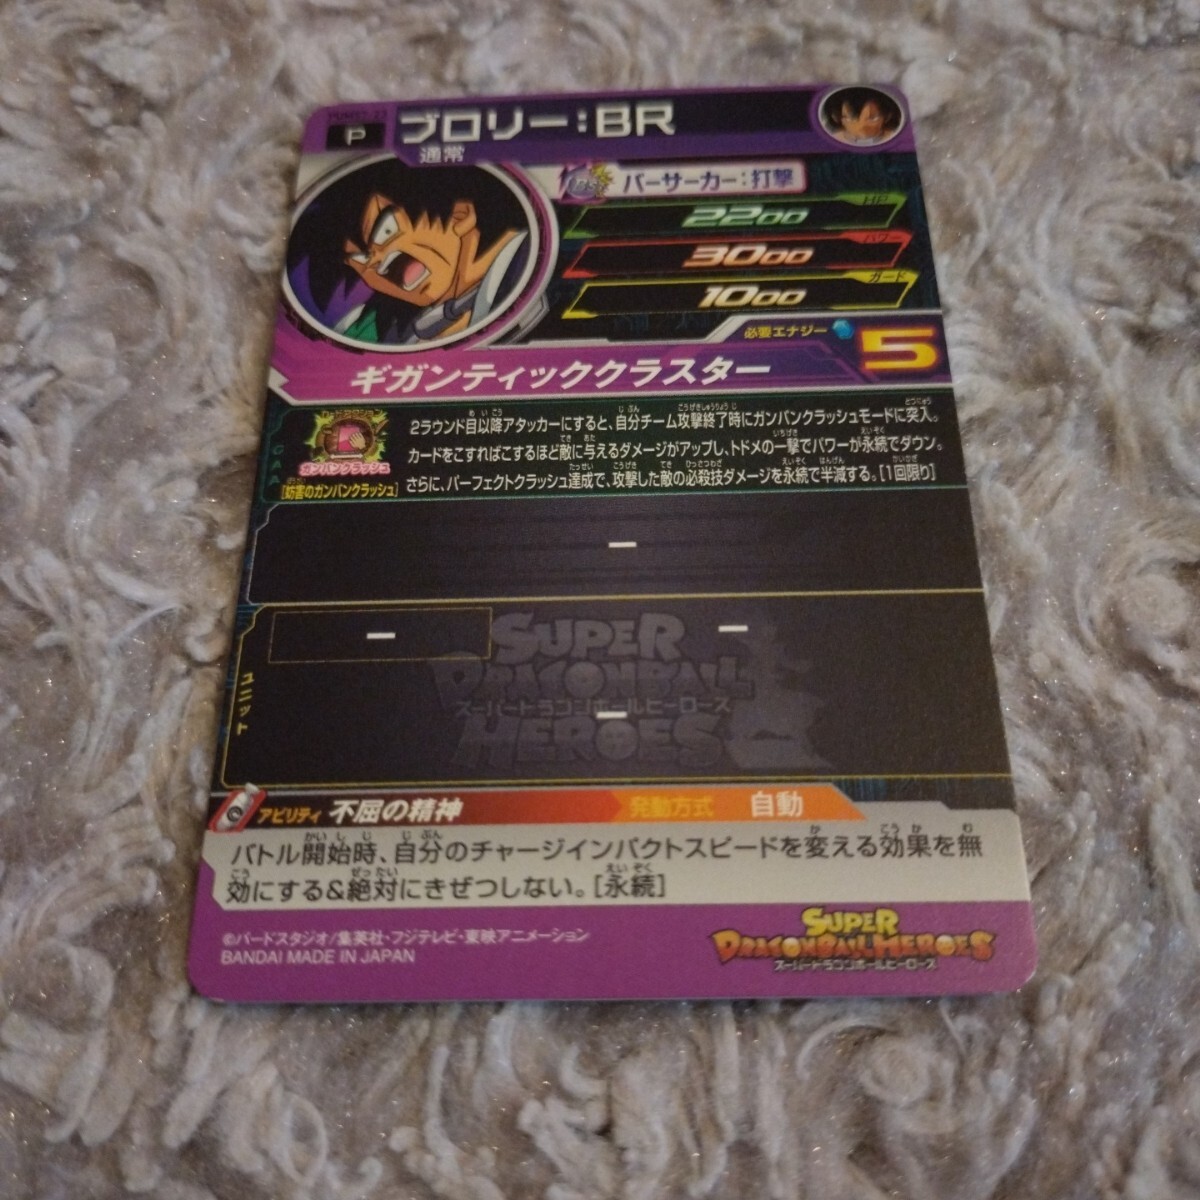 P
ブロリー:BR
通常
バーサーカー:打撃
HP
2200
パワー
3000
ガード
1000
必要エナジー
5
ギガンティッククラスター
CAA
ガンバンクラッシュ
[妨害のガンバンクラッシュ]
2ラウンド目以降アタッカーにすると、自分チーム攻撃終了時にガンバンクラッシュモードに突入。
カードをこすればこするほど敵に与えるダメージがアップし、トドメの一撃でパワーが永続でダウン。
さらに、パーフェクトクラッシュ達成で、攻撃した敵の必殺技ダメージを永続で半減する。[1回限り]
ー
ユニット
ー
ー
ー
SUPER
DRAGONBALL
スーパードラゴンボールヒーローズ
HEROES
アビリティ 不屈の精神
発動方式 自動
バトル開始時、自分のチャージインパクトスピードを変える効果を無
効にする&絶対にきぜつしない。[永続]
©バードスタジオ/集英社・フジテレビ・東映アニメーション
BANDAI MADE IN JAPAN
SUPER
DRAGONBALL HEROES
スーパードラゴンボールヒーローズ